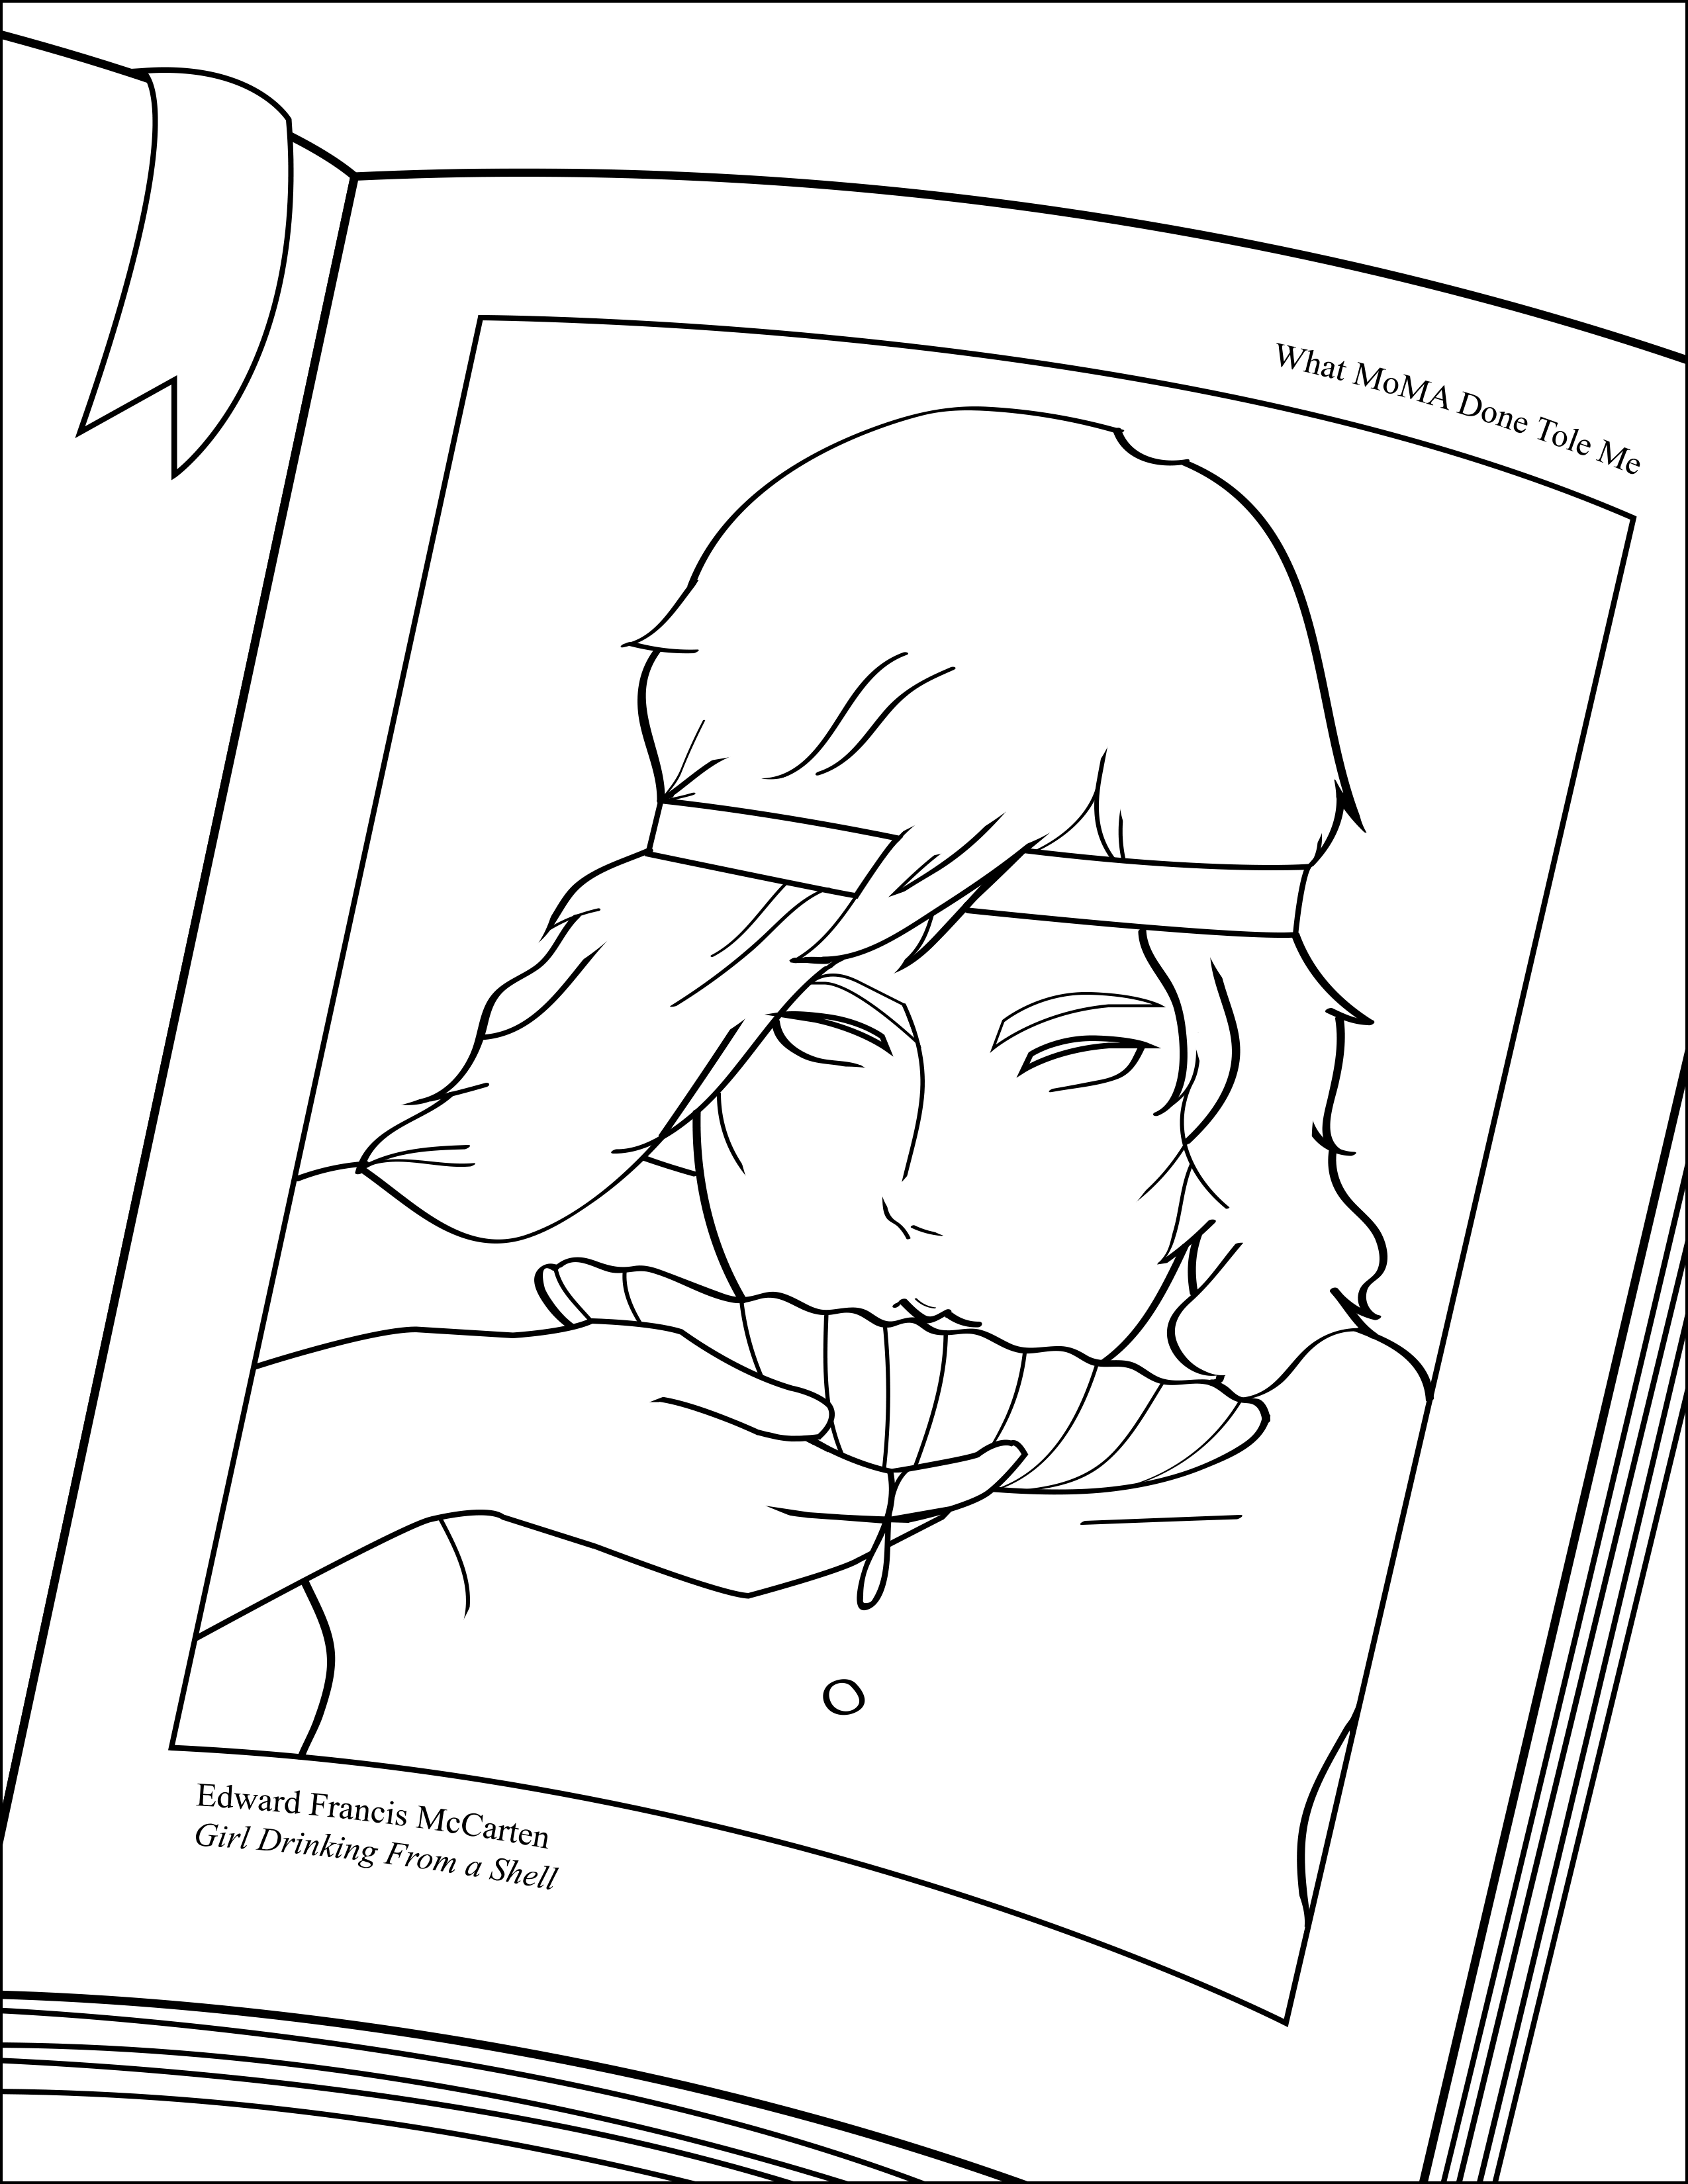 What MoMA Done Tole Me
Edward Francis McCarten
Girl Drinking From a Shell